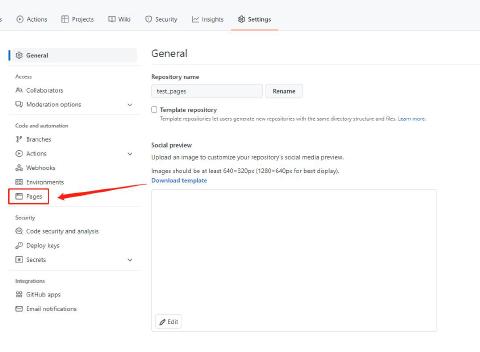 s Actions Projects Wiki Security Insights Settings
General
Access
Collaborators
Moderation options
Code and automation
Branches
Actions
Webhooks
Environments
Pages
Security
Code security and analysis
Deploy keys
Secrets
Integrations
GitHub apps
Email notifications
General
Repository name
test_pages Rename
Template repository
Template repositories let users generate new repositories with the same directory structure and files. Learn more.
Social preview
Upload an image to customize your repository's social media preview.
Images should be at least 640×320px (1280×640px for best display).
Download template
Edit